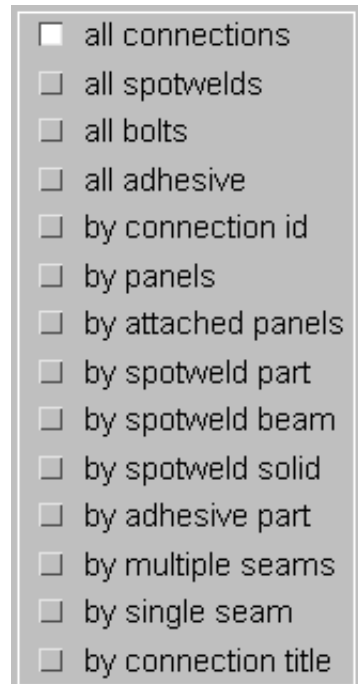 all connections
all spotwelds
all bolts
all adhesive
by connection id
by panels
by attached panels
by spotweld part
by spotweld beam
by spotweld solid
by adhesive part
by multiple seams
by single seam
by connection title